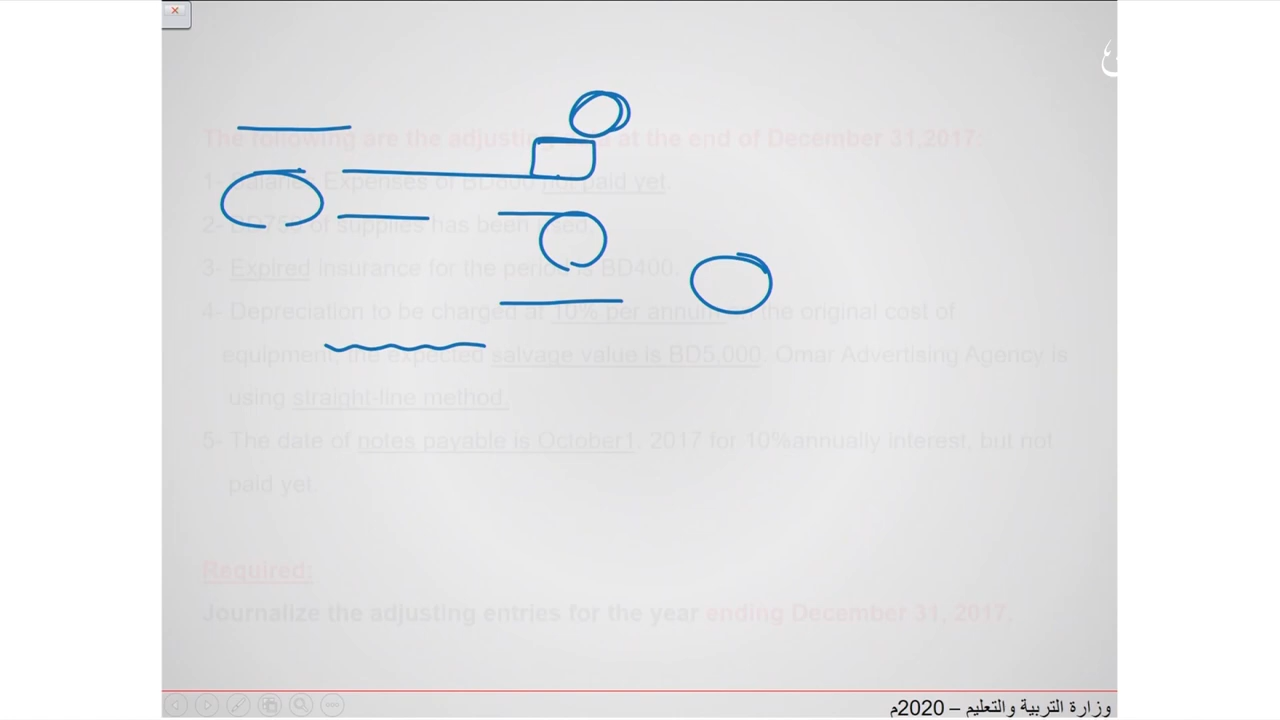 The following are the adjusting data at the end of December 31,2017:
1- Salaries Expenses of BD800 not paid yet.
2- BD750 of supplies has been used.
3- Expired insurance for the period is BD400.
4- Depreciation to be charged at 10% per annum on the original cost of
equipment, the expected salvage value is BD5,000. Omar Advertising Agency is
using straight-line method.
5- The date of notes payable is October1, 2017 for 10%annually interest, but not
paid yet.
Required:
Journalize the adjusting entries for the year ending December 31, 2017.
وزارة التربية والتعليم – 2020م